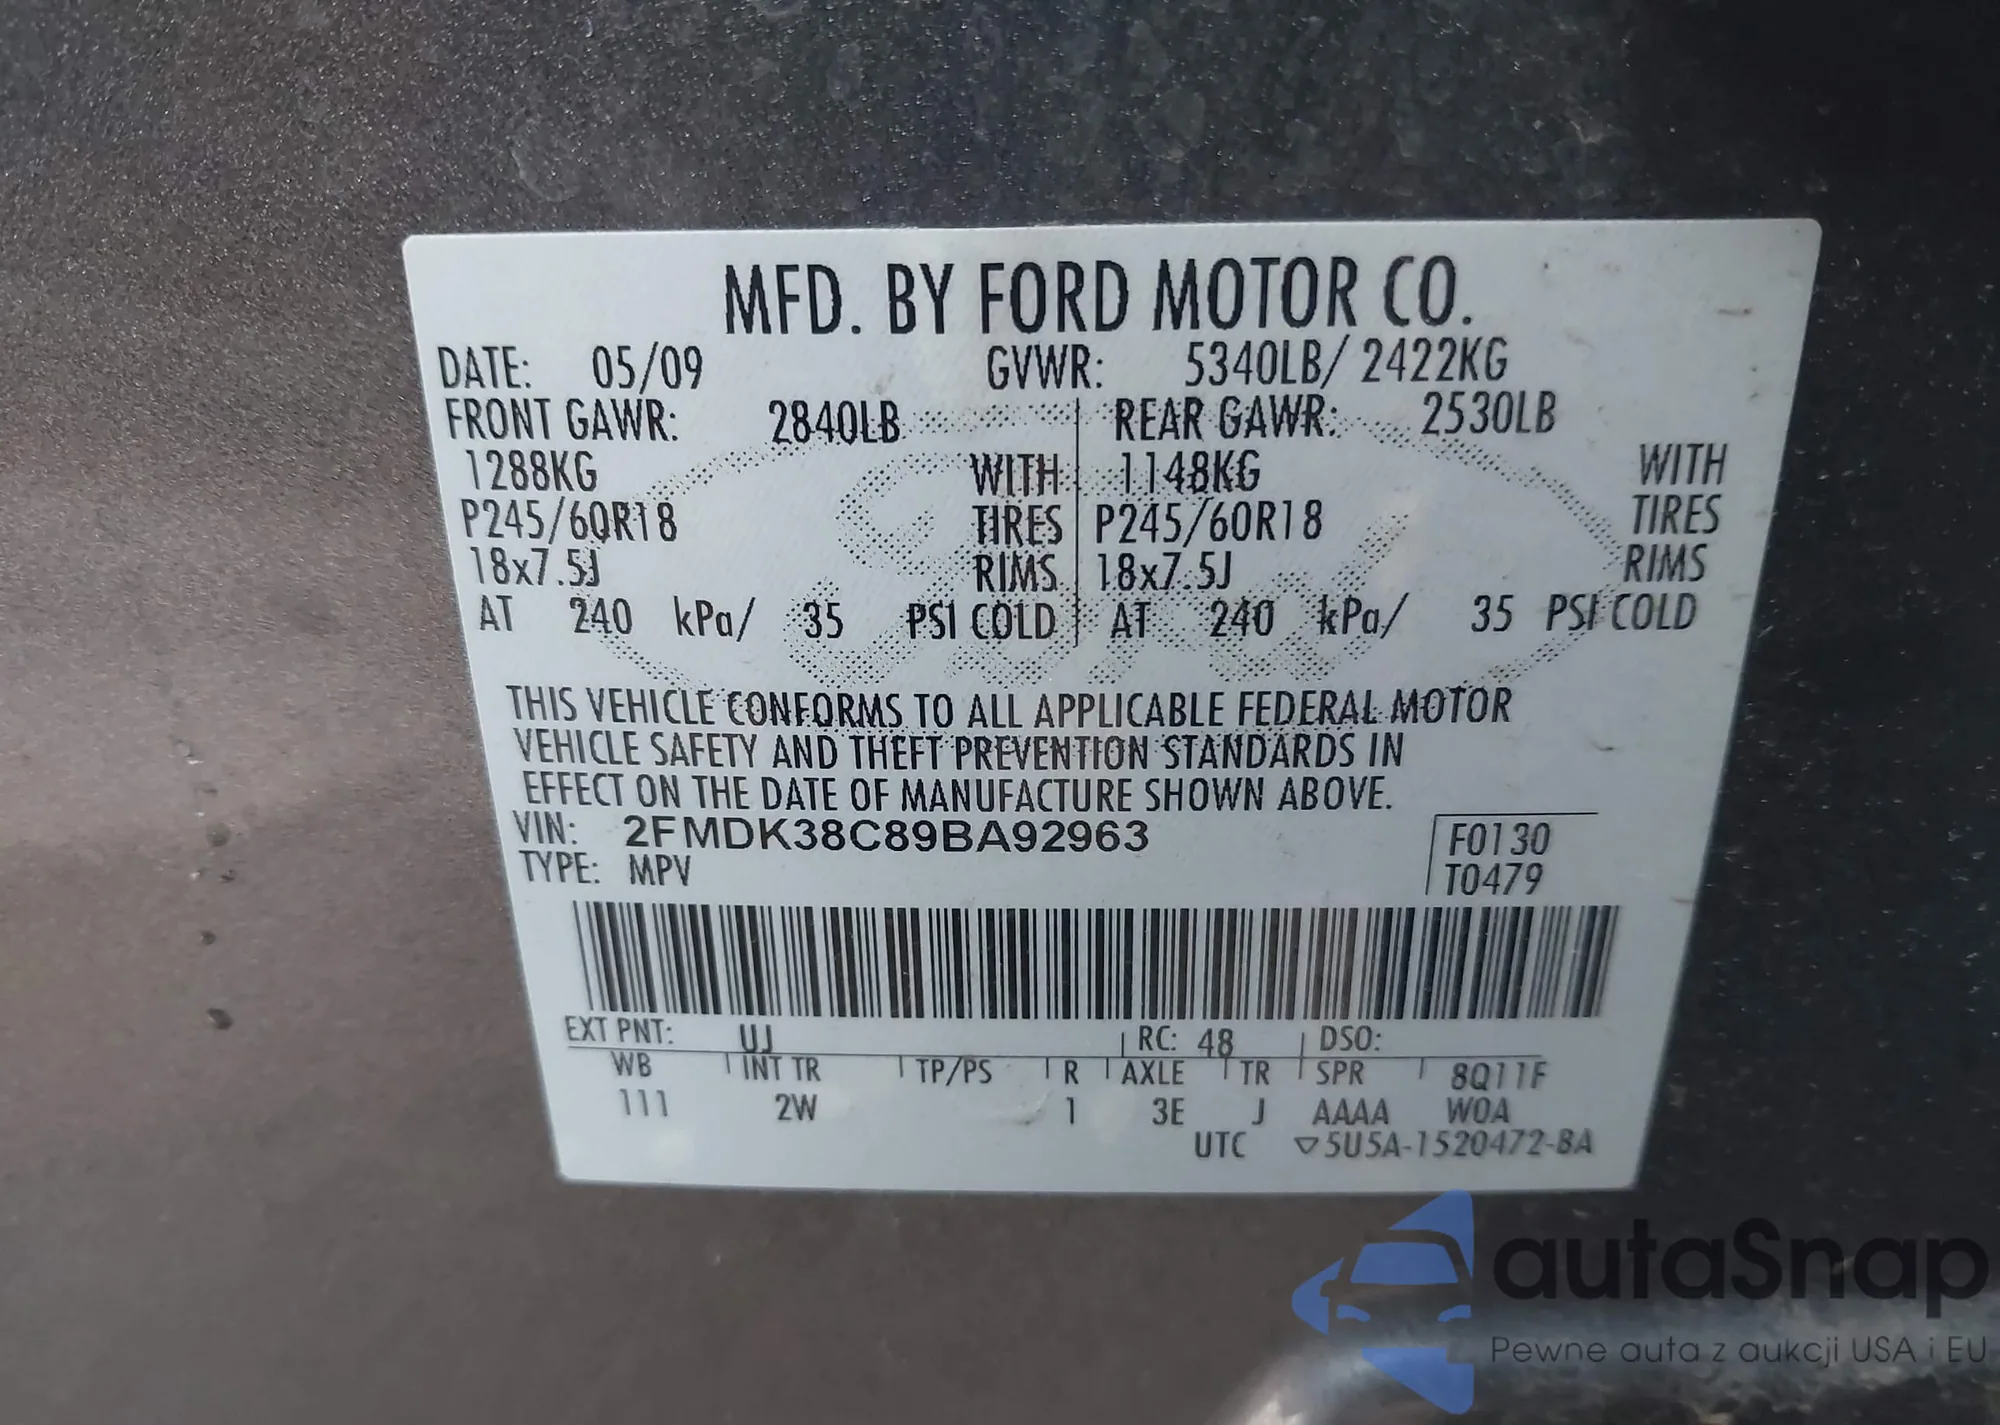 MFD. BY FORD MOTOR CO.
DATE: 05/09 GVWR: 5340LB/ 2422KG
FRONT GAWR: 2840LB REAR GAWR: 2530LB
1288KG WITH 1148KG WITH
P245/60R18 TIRES P245/60R18 TIRES
18x7.5J RIMS 18x7.5J RIMS
AT 240 kPa/ 35 PSI COLD AT 240 kPa/ 35 PSI COLD
THIS VEHICLE CONFORMS TO ALL APPLICABLE FEDERAL MOTOR
VEHICLE SAFETY AND THEFT PREVENTION STANDARDS IN
EFFECT ON THE DATE OF MANUFACTURE SHOWN ABOVE.
VIN: 2FMDK38C89BA92963 F0130
TYPE: MPV T0479
EXT PNT: UJ RC: 48 DSO:
WB INT TR TP/PS R AXLE TR SPR 8Q11F
111 2W 1 3E J AAAA WOA
UTC ▽5U5A-1520472-BA
autaSnap
Pewne auta z aukcji USA i EU